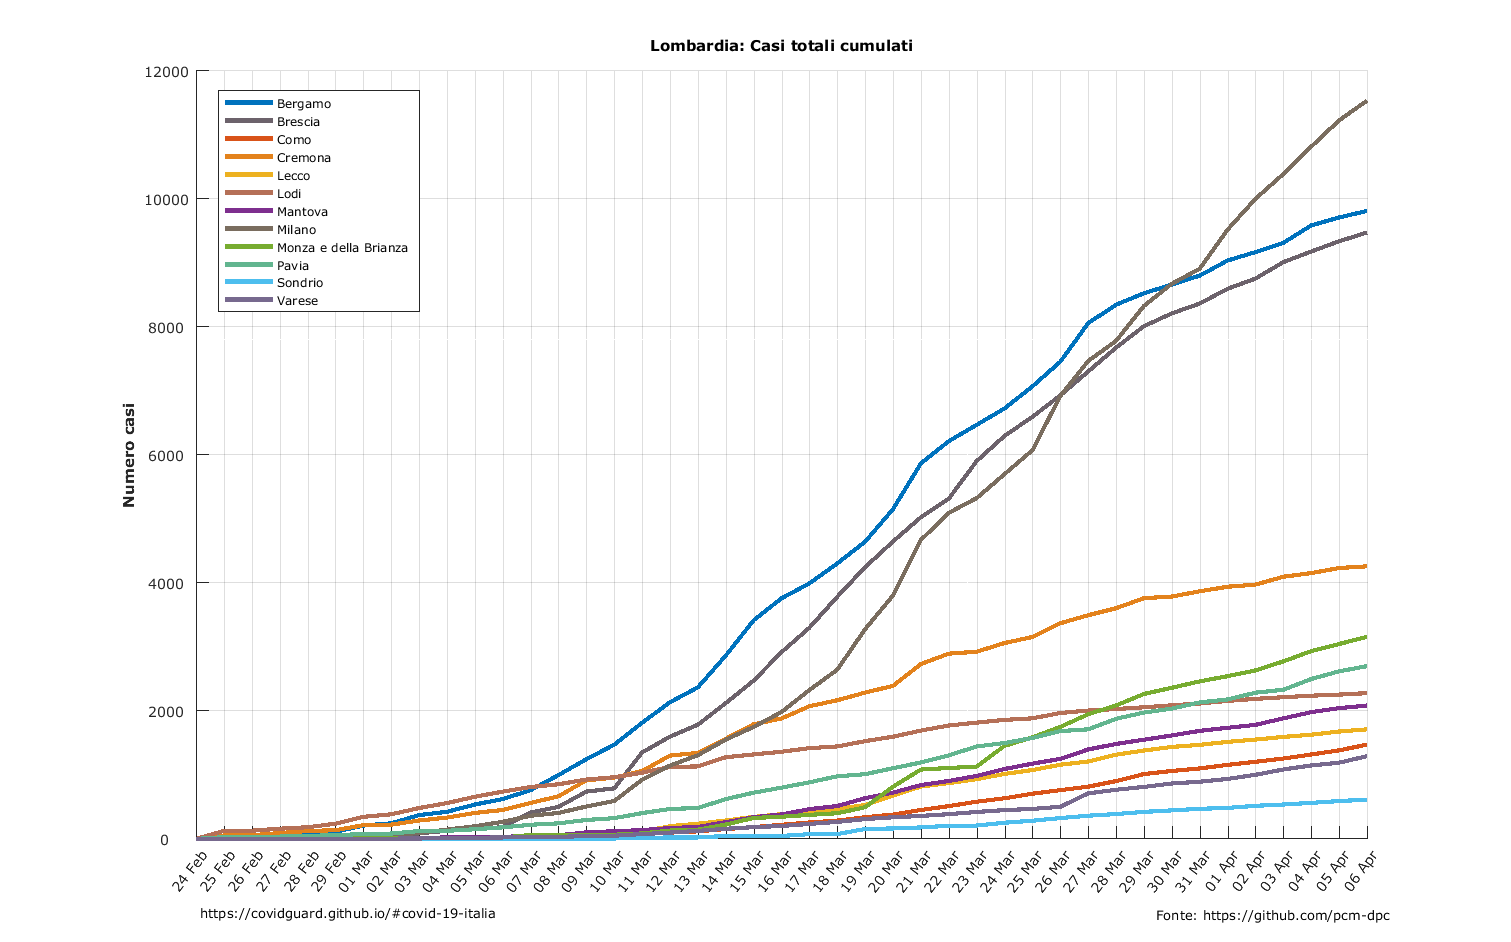 Lombardia: Casi totali cumulati
12000
10000
8000
6000
4000
2000
0
Numero casi
Bergamo
Brescia
Como
Cremona
Lecco
Lodi
Mantova
Milano
Monza e della Brianza
Pavia
Sondrio
Varese
24 Feb
25 Feb
26 Feb
27 Feb
28 Feb
29 Feb
01 Mar
02 Mar
03 Mar
04 Mar
05 Mar
06 Mar
07 Mar
08 Mar
09 Mar
10 Mar
11 Mar
12 Mar
13 Mar
14 Mar
15 Mar
16 Mar
17 Mar
18 Mar
19 Mar
20 Mar
21 Mar
22 Mar
23 Mar
24 Mar
25 Mar
26 Mar
27 Mar
28 Mar
29 Mar
30 Mar
31 Mar
01 Apr
02 Apr
03 Apr
04 Apr
05 Apr
06 Apr
https://covidguard.github.io/#covid-19-italia
Fonte: https://github.com/pcm-dpc